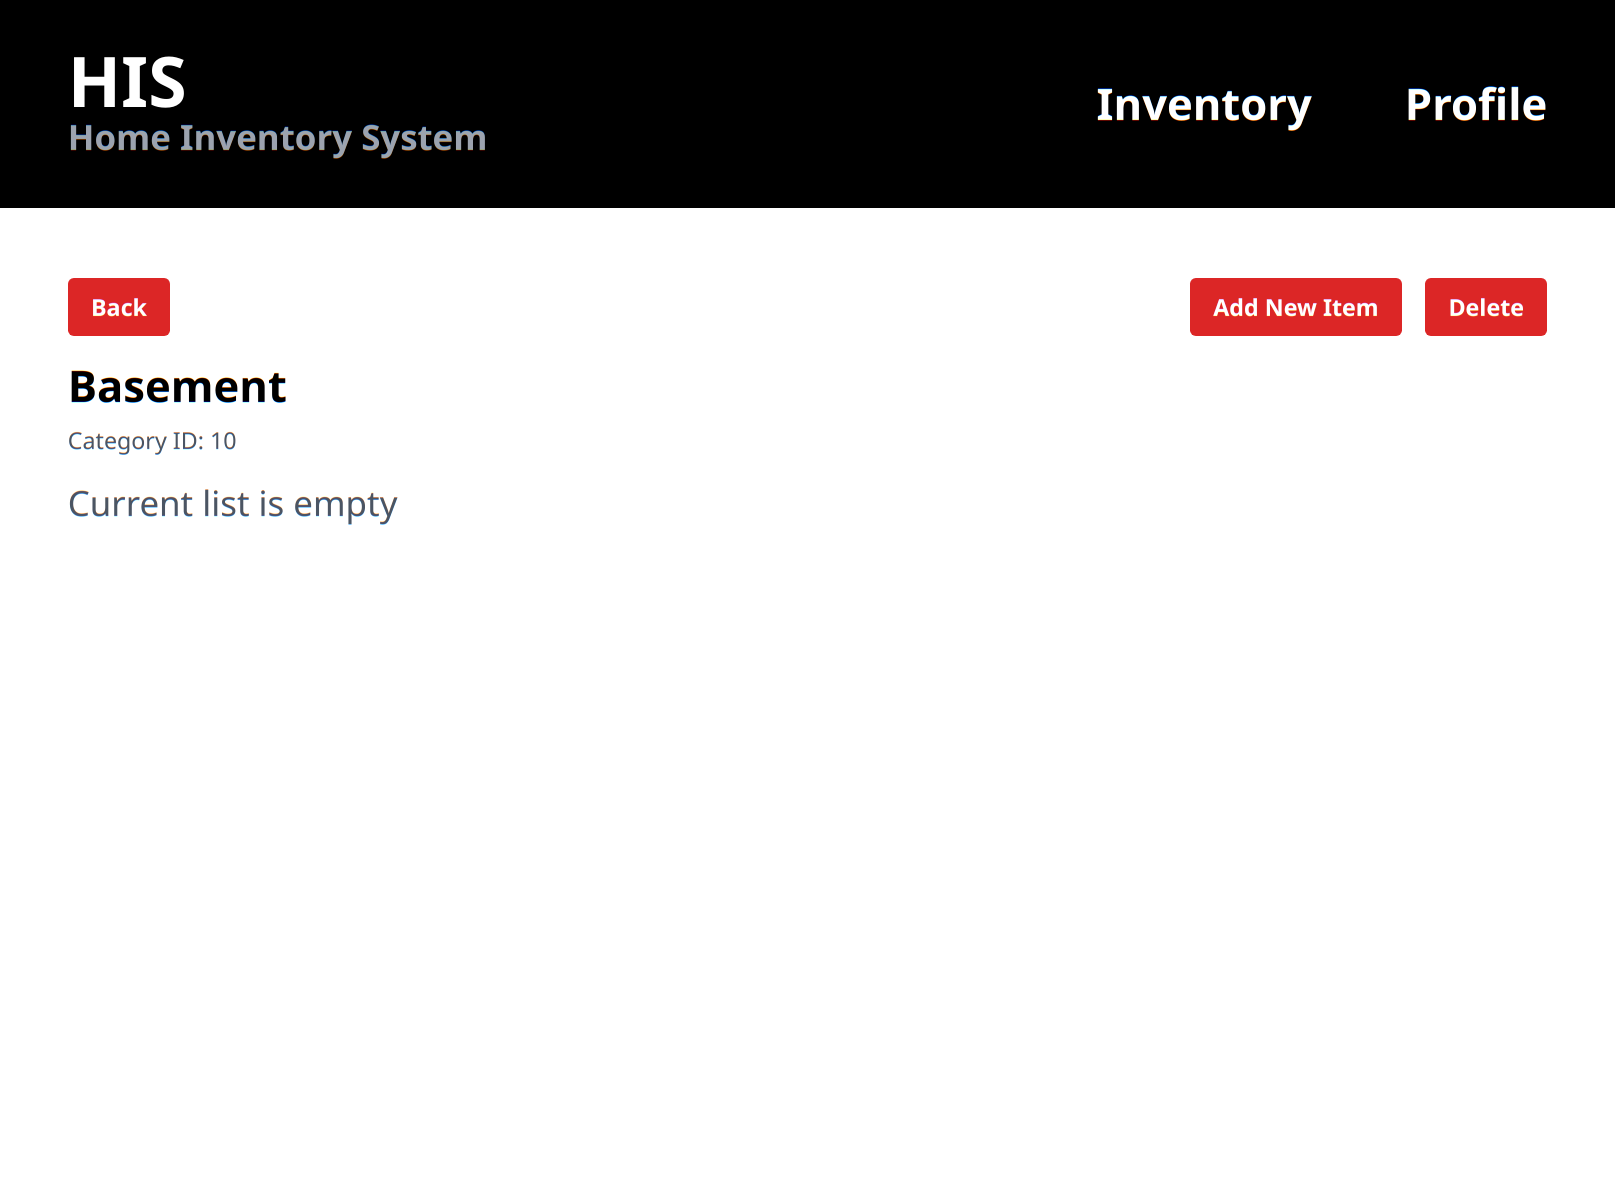 HIS
Home Inventory System
Inventory
Profile
Back
Add New Item
Delete
Basement
Category ID: 10
Current list is empty